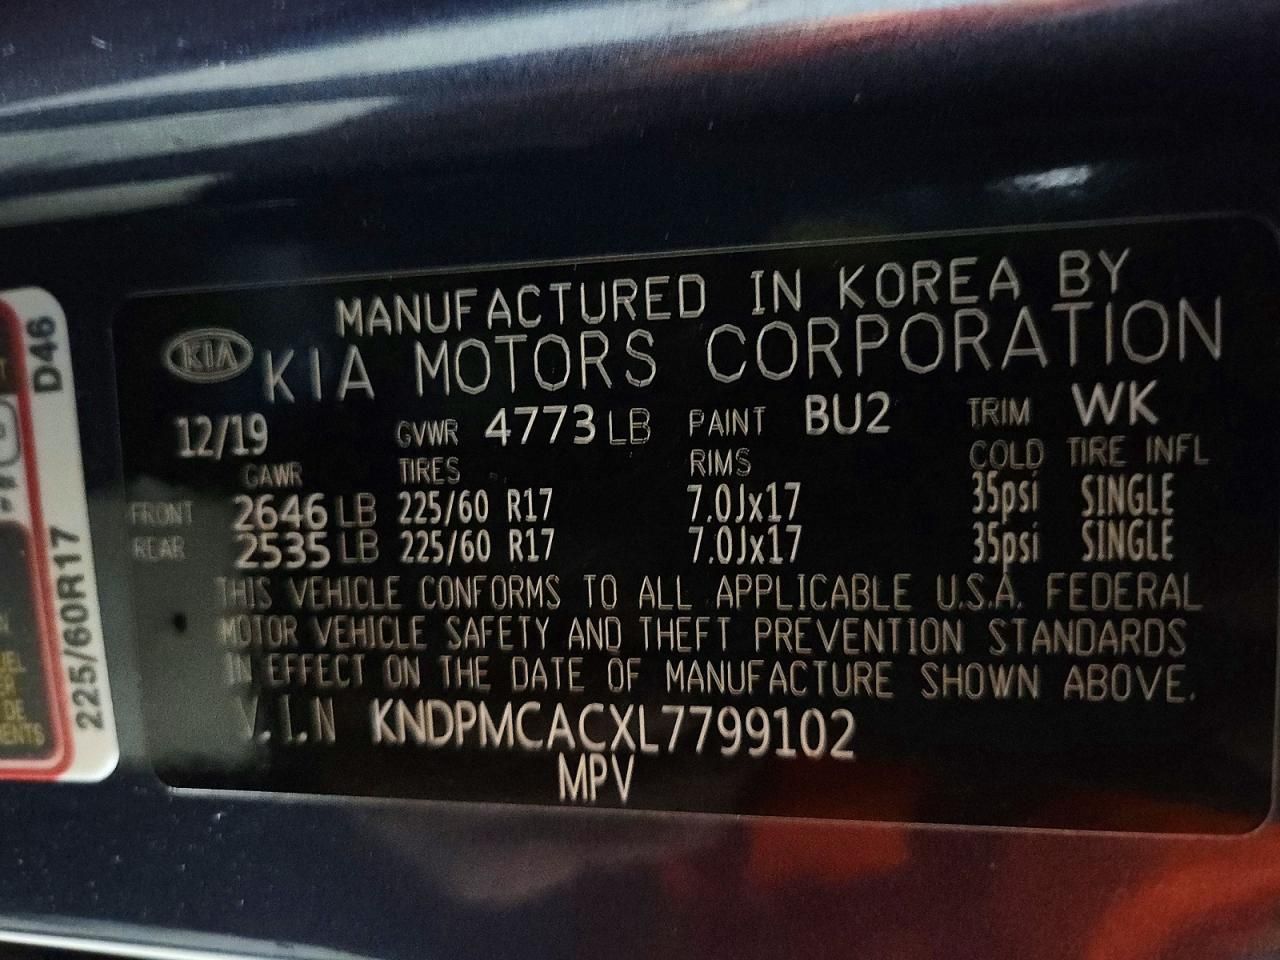 MANUFACTURED IN KOREA BY
KIA KIA MOTORS CORPORATION
12/19 GVWR 4773 LB PAINT BU2 TRIM WK
GAWR TIRES RIMS COLD TIRE INFL
FRONT 2646 LB 225/60 R17 7.0Jx17 35psi SINGLE
REAR 2535 LB 225/60 R17 7.0Jx17 35psi SINGLE
THIS VEHICLE CONFORMS TO ALL APPLICABLE U.S.A. FEDERAL
MOTOR VEHICLE SAFETY AND THEFT PREVENTION STANDARDS
IN EFFECT ON THE DATE OF MANUFACTURE SHOWN ABOVE.
V.I.N KNDPMCACXL7799102
MPV
D46
225/60R17
DE